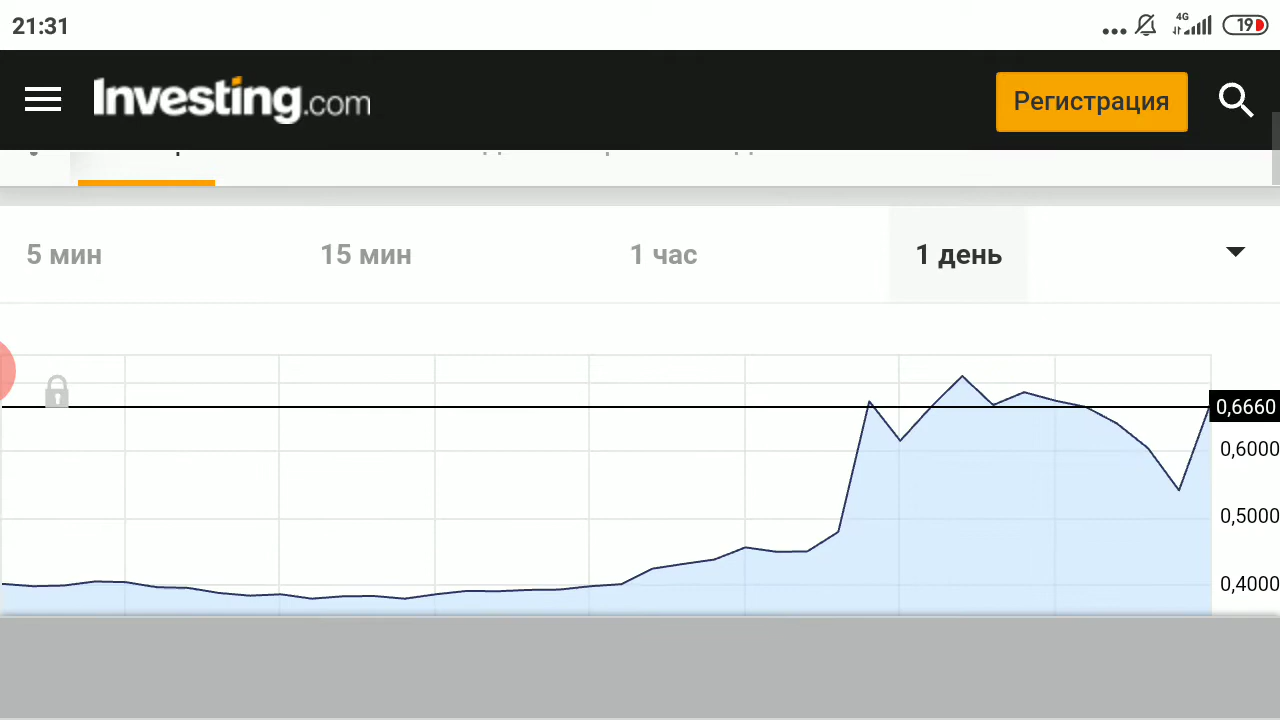 21:31
4G
19
Investing.com
Регистрация
5 мин
15 мин
1 час
1 день
0,6660
0,6000
0,5000
0,4000